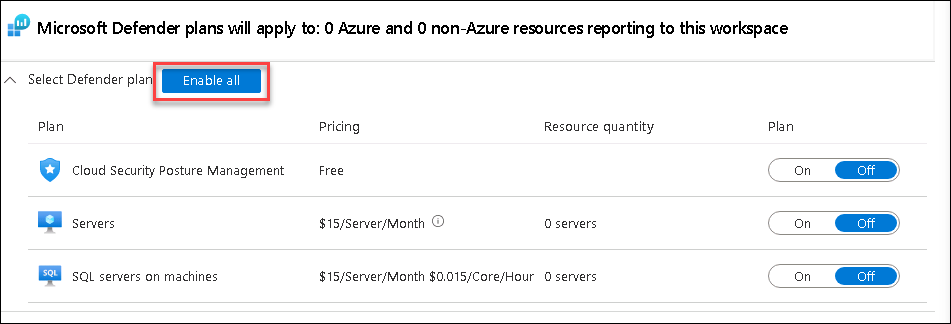 Microsoft Defender plans will apply to: 0 Azure and 0 non-Azure resources reporting to this workspace
Select Defender plan Enable all
Plan Pricing Resource quantity Plan
Cloud Security Posture Management Free On Off
Servers $15/Server/Month 0 servers On Off
SQL
SQL servers on machines $15/Server/Month $0.015/Core/Hour 0 servers On Off